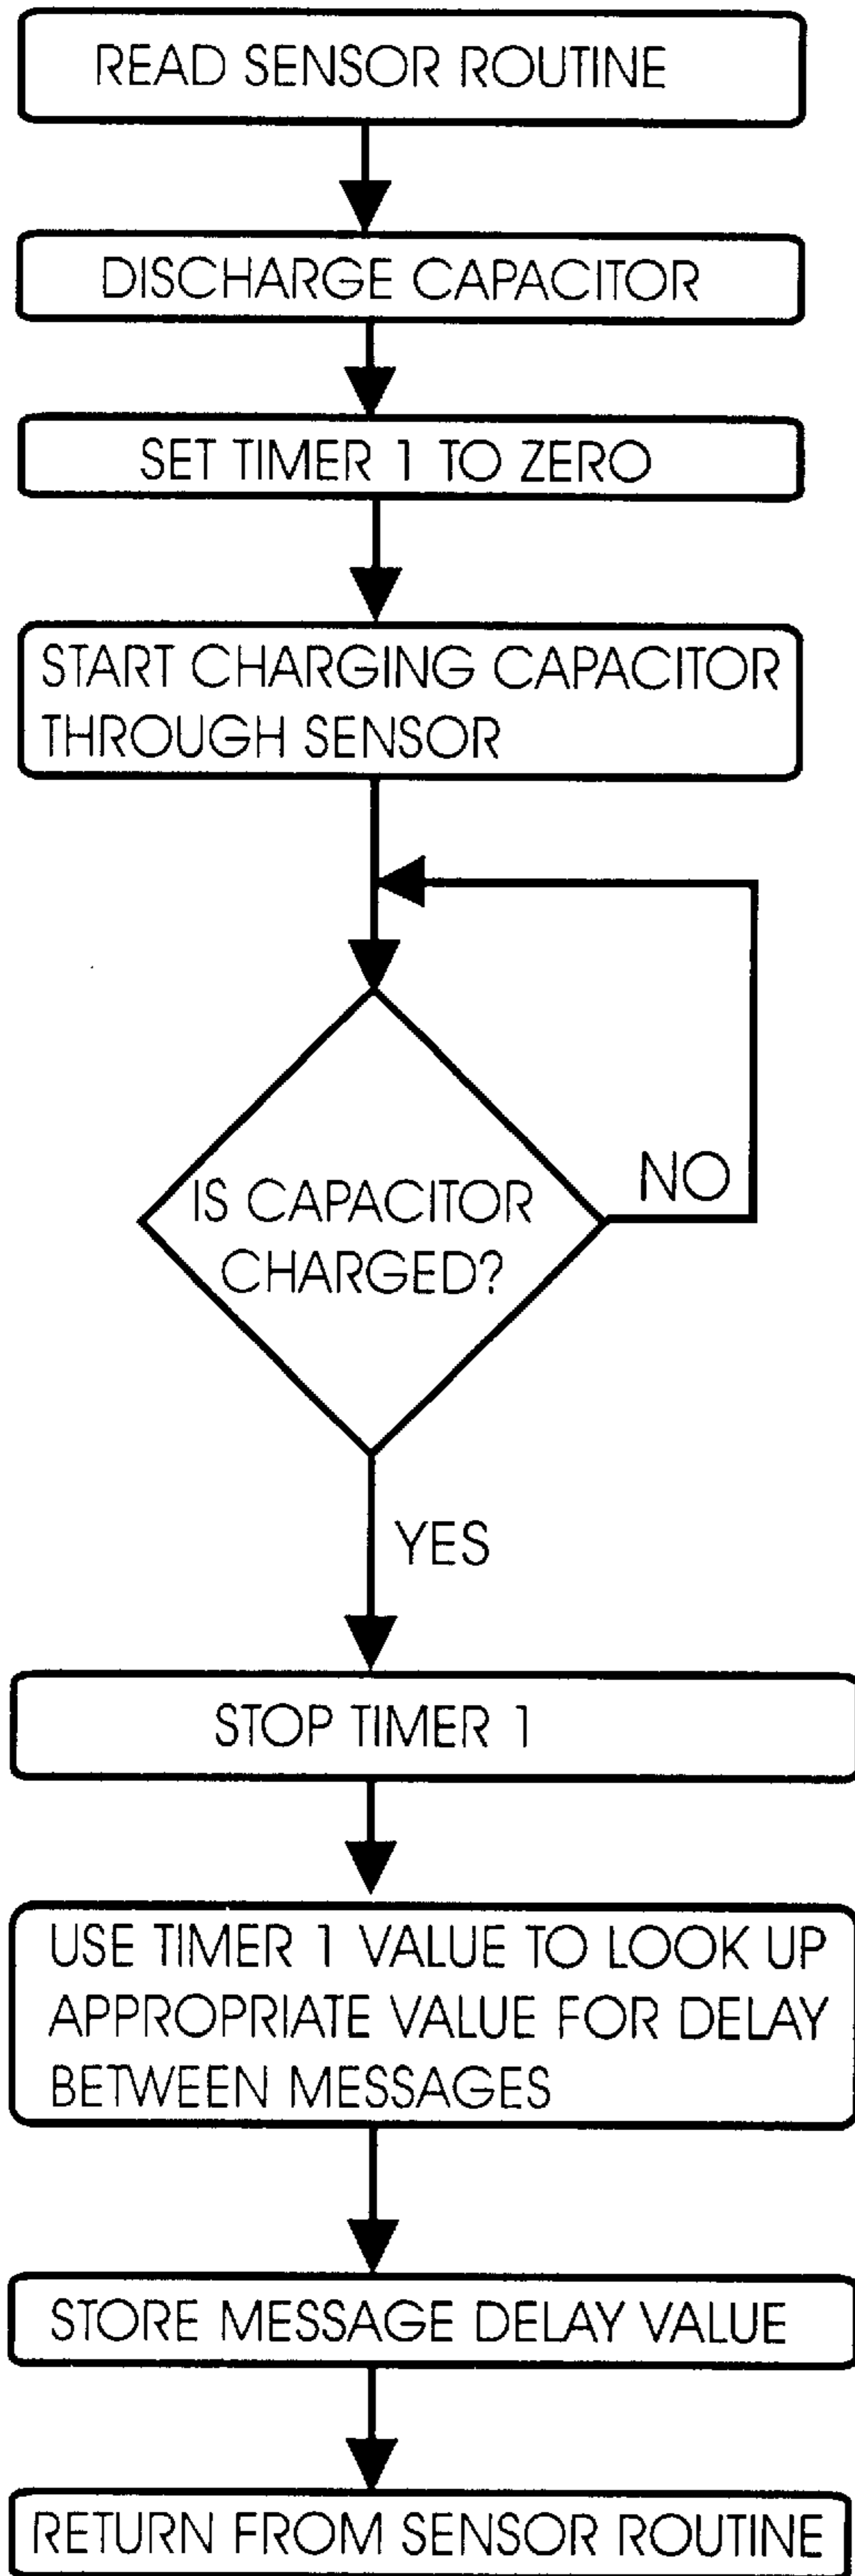 READ SENSOR ROUTINE
DISCHARGE CAPACITOR
SET TIMER 1 TO ZERO
START CHARGING CAPACITOR
THROUGH SENSOR
IS CAPACITOR
CHARGED?
NO
YES
STOP TIMER 1
USE TIMER 1 VALUE TO LOOK UP
APPROPRIATE VALUE FOR DELAY
BETWEEN MESSAGES
STORE MESSAGE DELAY VALUE
RETURN FROM SENSOR ROUTINE